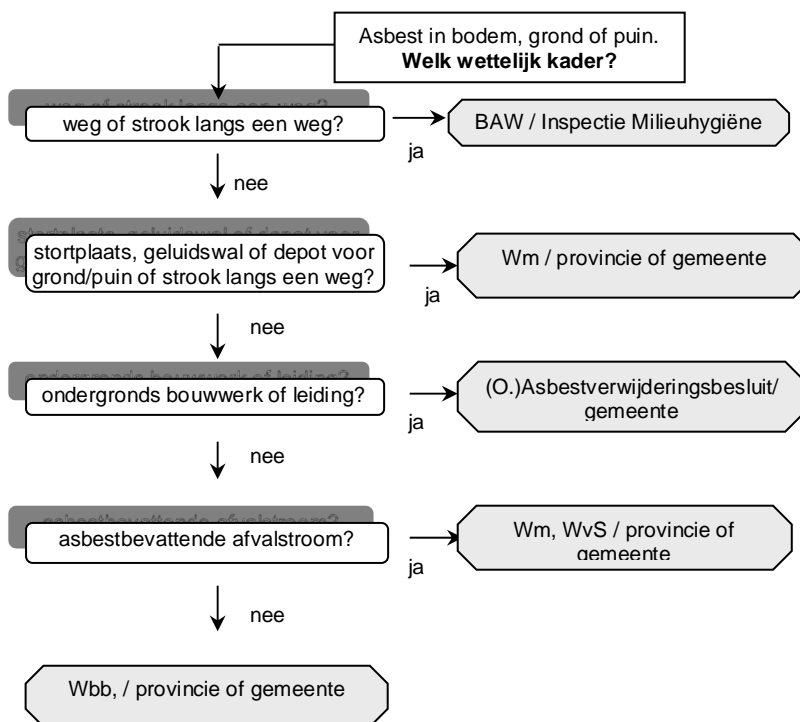 Asbest in bodem, grond of puin.
Welk wettelijk kader?
weg of strook langs een weg?
ja
BAW / Inspectie Milieuhygiëne
nee
stortplaats, geluidswal of depot voor
grond/puin of strook langs een weg?
ja
Wm / provincie of gemeente
nee
ondergronds bouwwerk of leiding?
ja
(O.)Asbestverwijderingsbesluit/
gemeente
nee
asbestbevattende afvalstroom?
ja
Wm, WvS / provincie of
gemeente
nee
Wbb, / provincie of gemeente